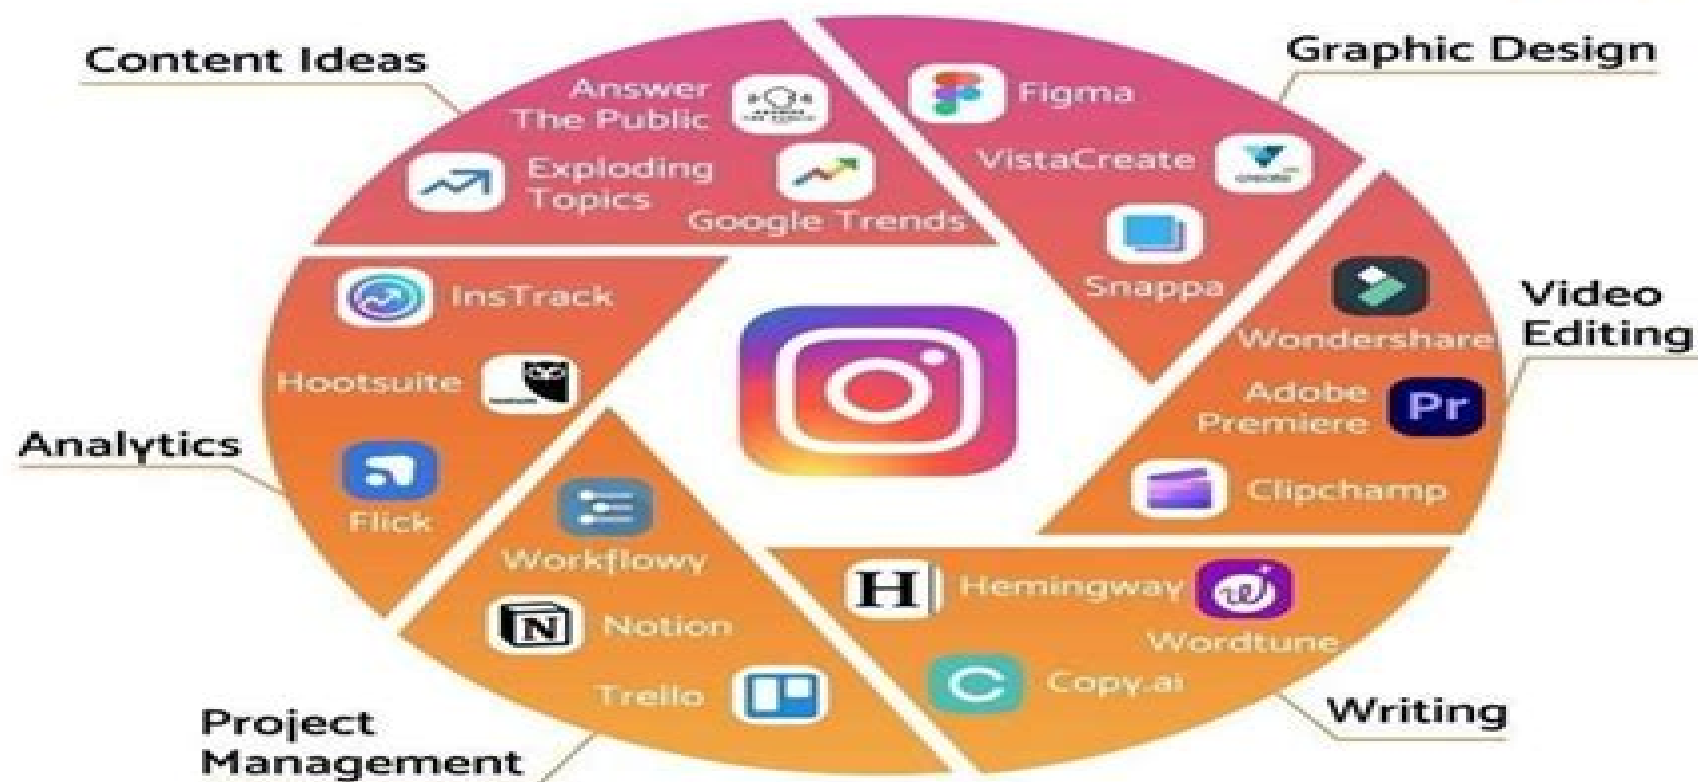 Content Ideas
Answer
The Public
Exploding
Topics
Google Trends
Graphic Design
Figma
VistaCreate
Snappa
Video
Editing
Wondershare
Adobe
Premiere
Pr
Clipchamp
Writing
H
Hemingway
Wordtune
Copy.ai
Project
Management
Workflowy
N
Notion
Trello
Analytics
InsTrack
Hootsuite
Flick